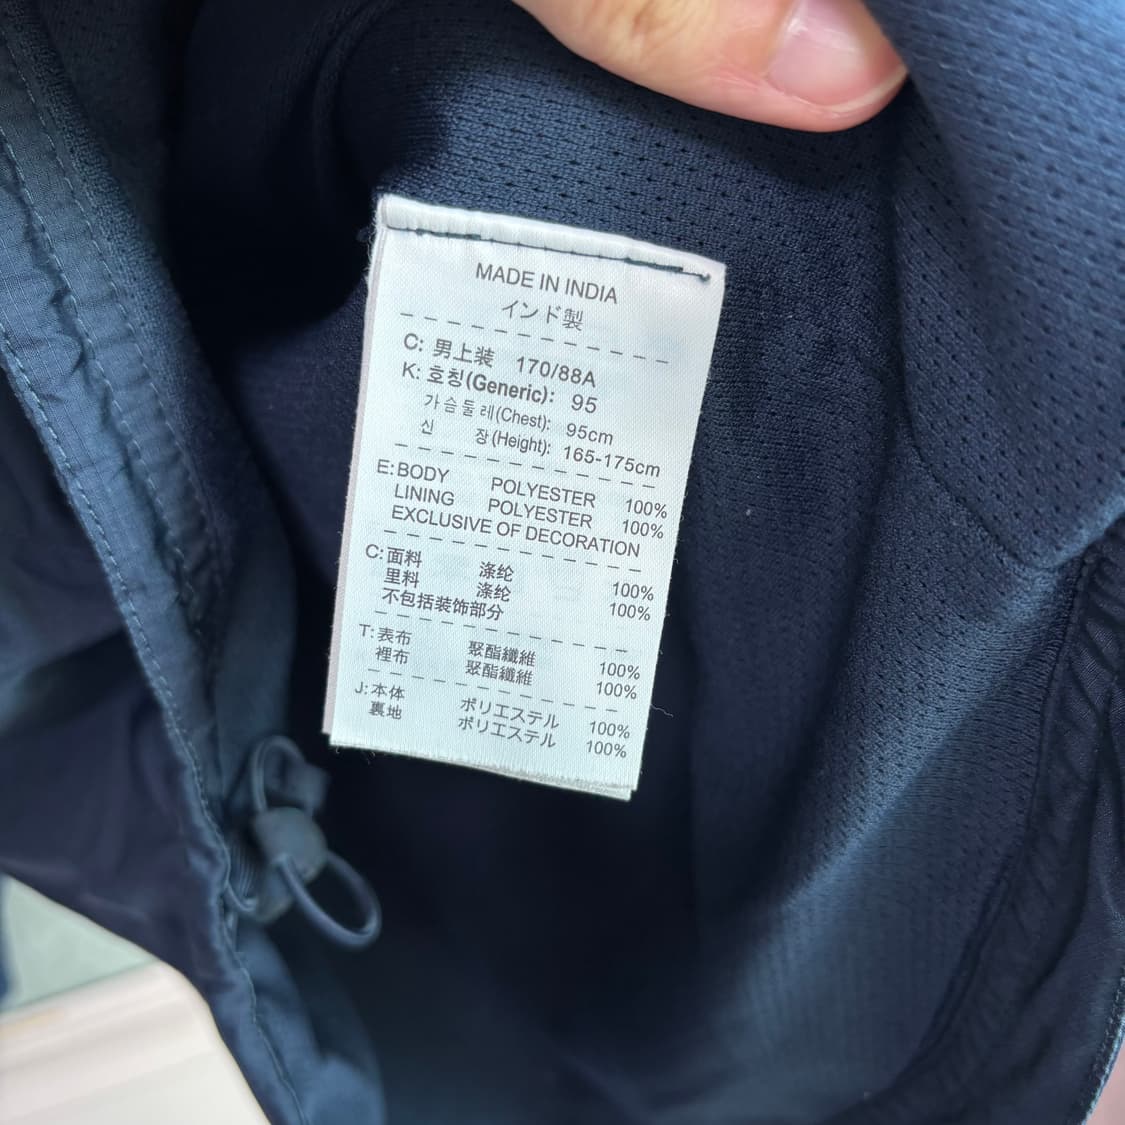 MADE IN INDIA
インド製
C: 男上装 170/88A
K: 호칭(Generic): 95
가슴둘레(Chest): 95cm
신 장(Height): 165-175cm
E: BODY POLYESTER 100%
LINING POLYESTER 100%
EXCLUSIVE OF DECORATION
C: 面料 涤纶 100%
里料 涤纶 100%
不包括装饰部分
T: 表布 聚酯纖維 100%
裡布 聚酯纖維 100%
J: 本体 ポリエステル 100%
裏地 ポリエステル 100%